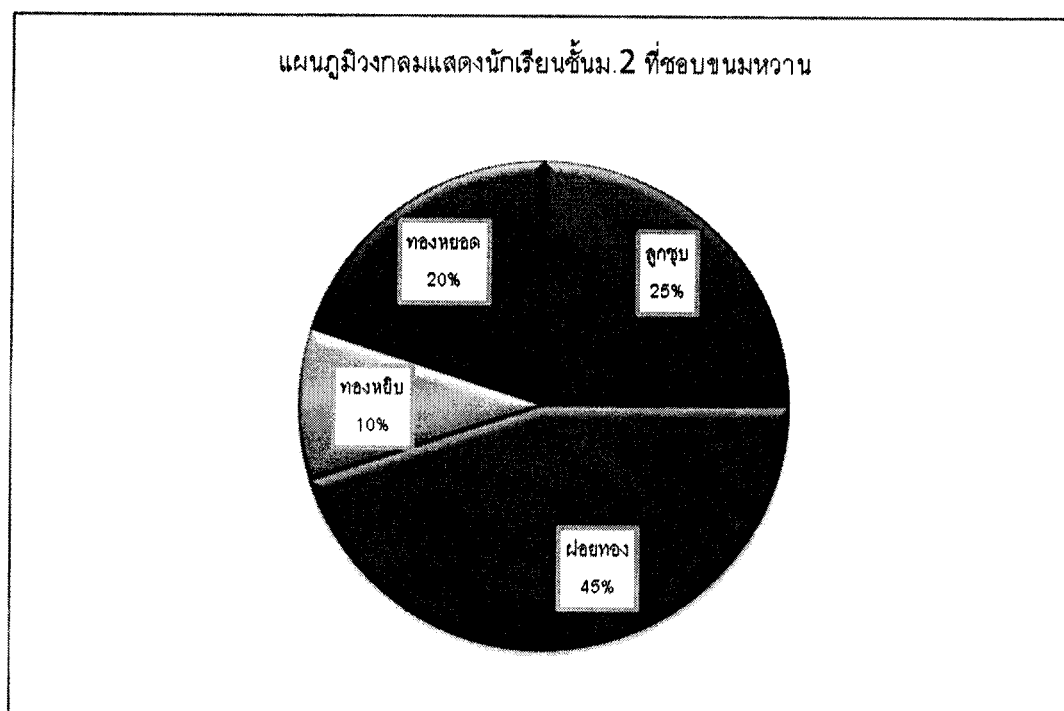 แผนภูมิวงกลมแสดงนักเรียนชั้นม.2 ที่ชอบขนมหวาน
ทองหยอด
20%
ลูกชุบ
25%
ทองหยิบ
10%
ฝอยทอง
45%